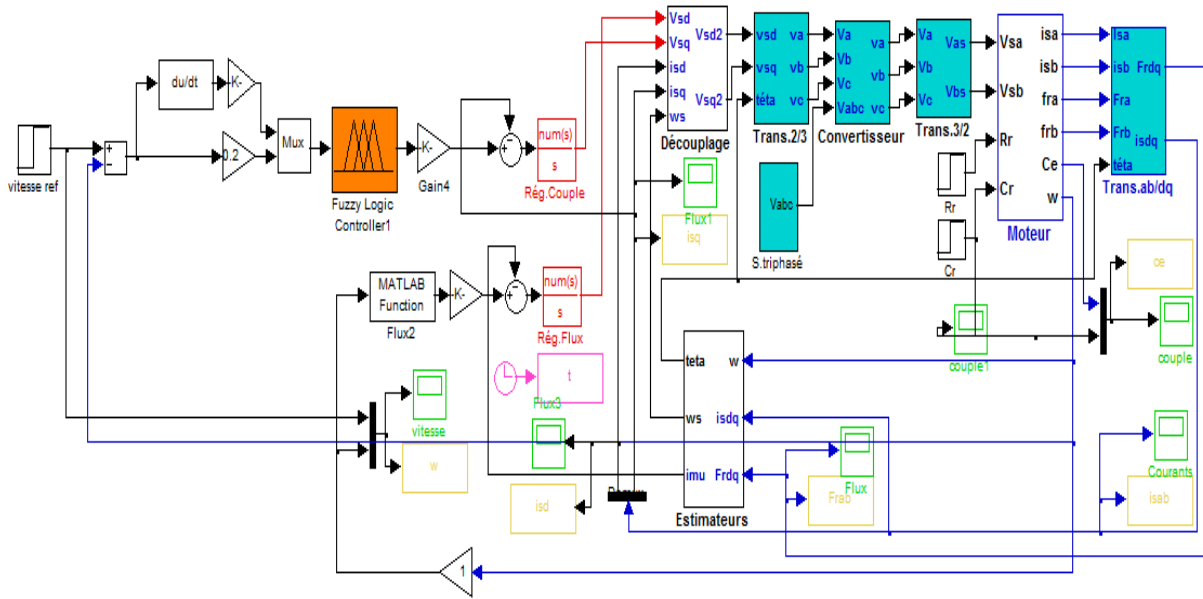 vitesse ref
+
−
du/dt
-K-
0.2
Mux
Fuzzy Logic
Controller1
-K-
Gain4
+
−
num(s)
s
Rég.Couple
Vsd
Vsq
isd
isq
ws
Vsd2
Vsq2
Découplage
vsd
vsq
téta
va
vb
vc
Trans.2/3
Va
Vb
Vc
Vabc
va
vb
vc
Convertisseur
Va
Vb
Vc
Vas
Vbs
Trans.3/2
Vsa
Vsb
Rr
Cr
isa
isb
fra
frb
Ce
w
Moteur
Isa
isb
Fra
Frb
téta
Frdq
isdq
Trans.ab/dq
Flux1
isq
Vabc
S.triphasé
Rr
Cr
MATLAB
Function
Flux2
-K-
+
−
num(s)
s
Rég.Flux
t
Flux3
isd
vitesse
w
teta
ws
imu
w
isdq
Frdq
Estimateurs
couple1
ce
couple
Flux
Frab
Courants
isab
1